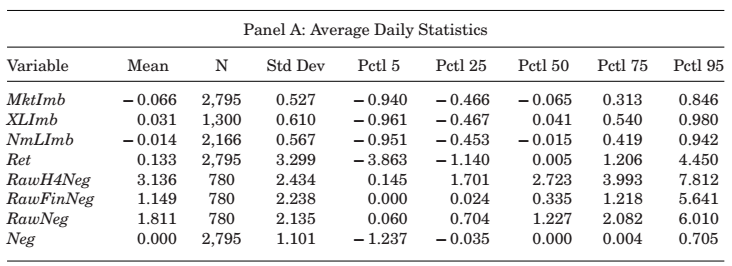 Panel A: Average Daily Statistics
Variable Mean N Std Dev Pctl 5 Pctl 25 Pctl 50 Pctl 75 Pctl 95
MktImb −0.066 2,795 0.527 −0.940 −0.466 −0.065 0.313 0.846
XLImb 0.031 1,300 0.610 −0.961 −0.467 0.041 0.540 0.980
NmLImb −0.014 2,166 0.567 −0.951 −0.453 −0.015 0.419 0.942
Ret 0.133 2,795 3.299 −3.863 −1.140 0.005 1.206 4.450
RawH4Neg 3.136 780 2.434 0.145 1.701 2.723 3.993 7.812
RawFinNeg 1.149 780 2.238 0.000 0.024 0.335 1.218 5.641
RawNeg 1.811 780 2.135 0.060 0.704 1.227 2.082 6.010
Neg 0.000 2,795 1.101 −1.237 −0.035 0.000 0.004 0.705